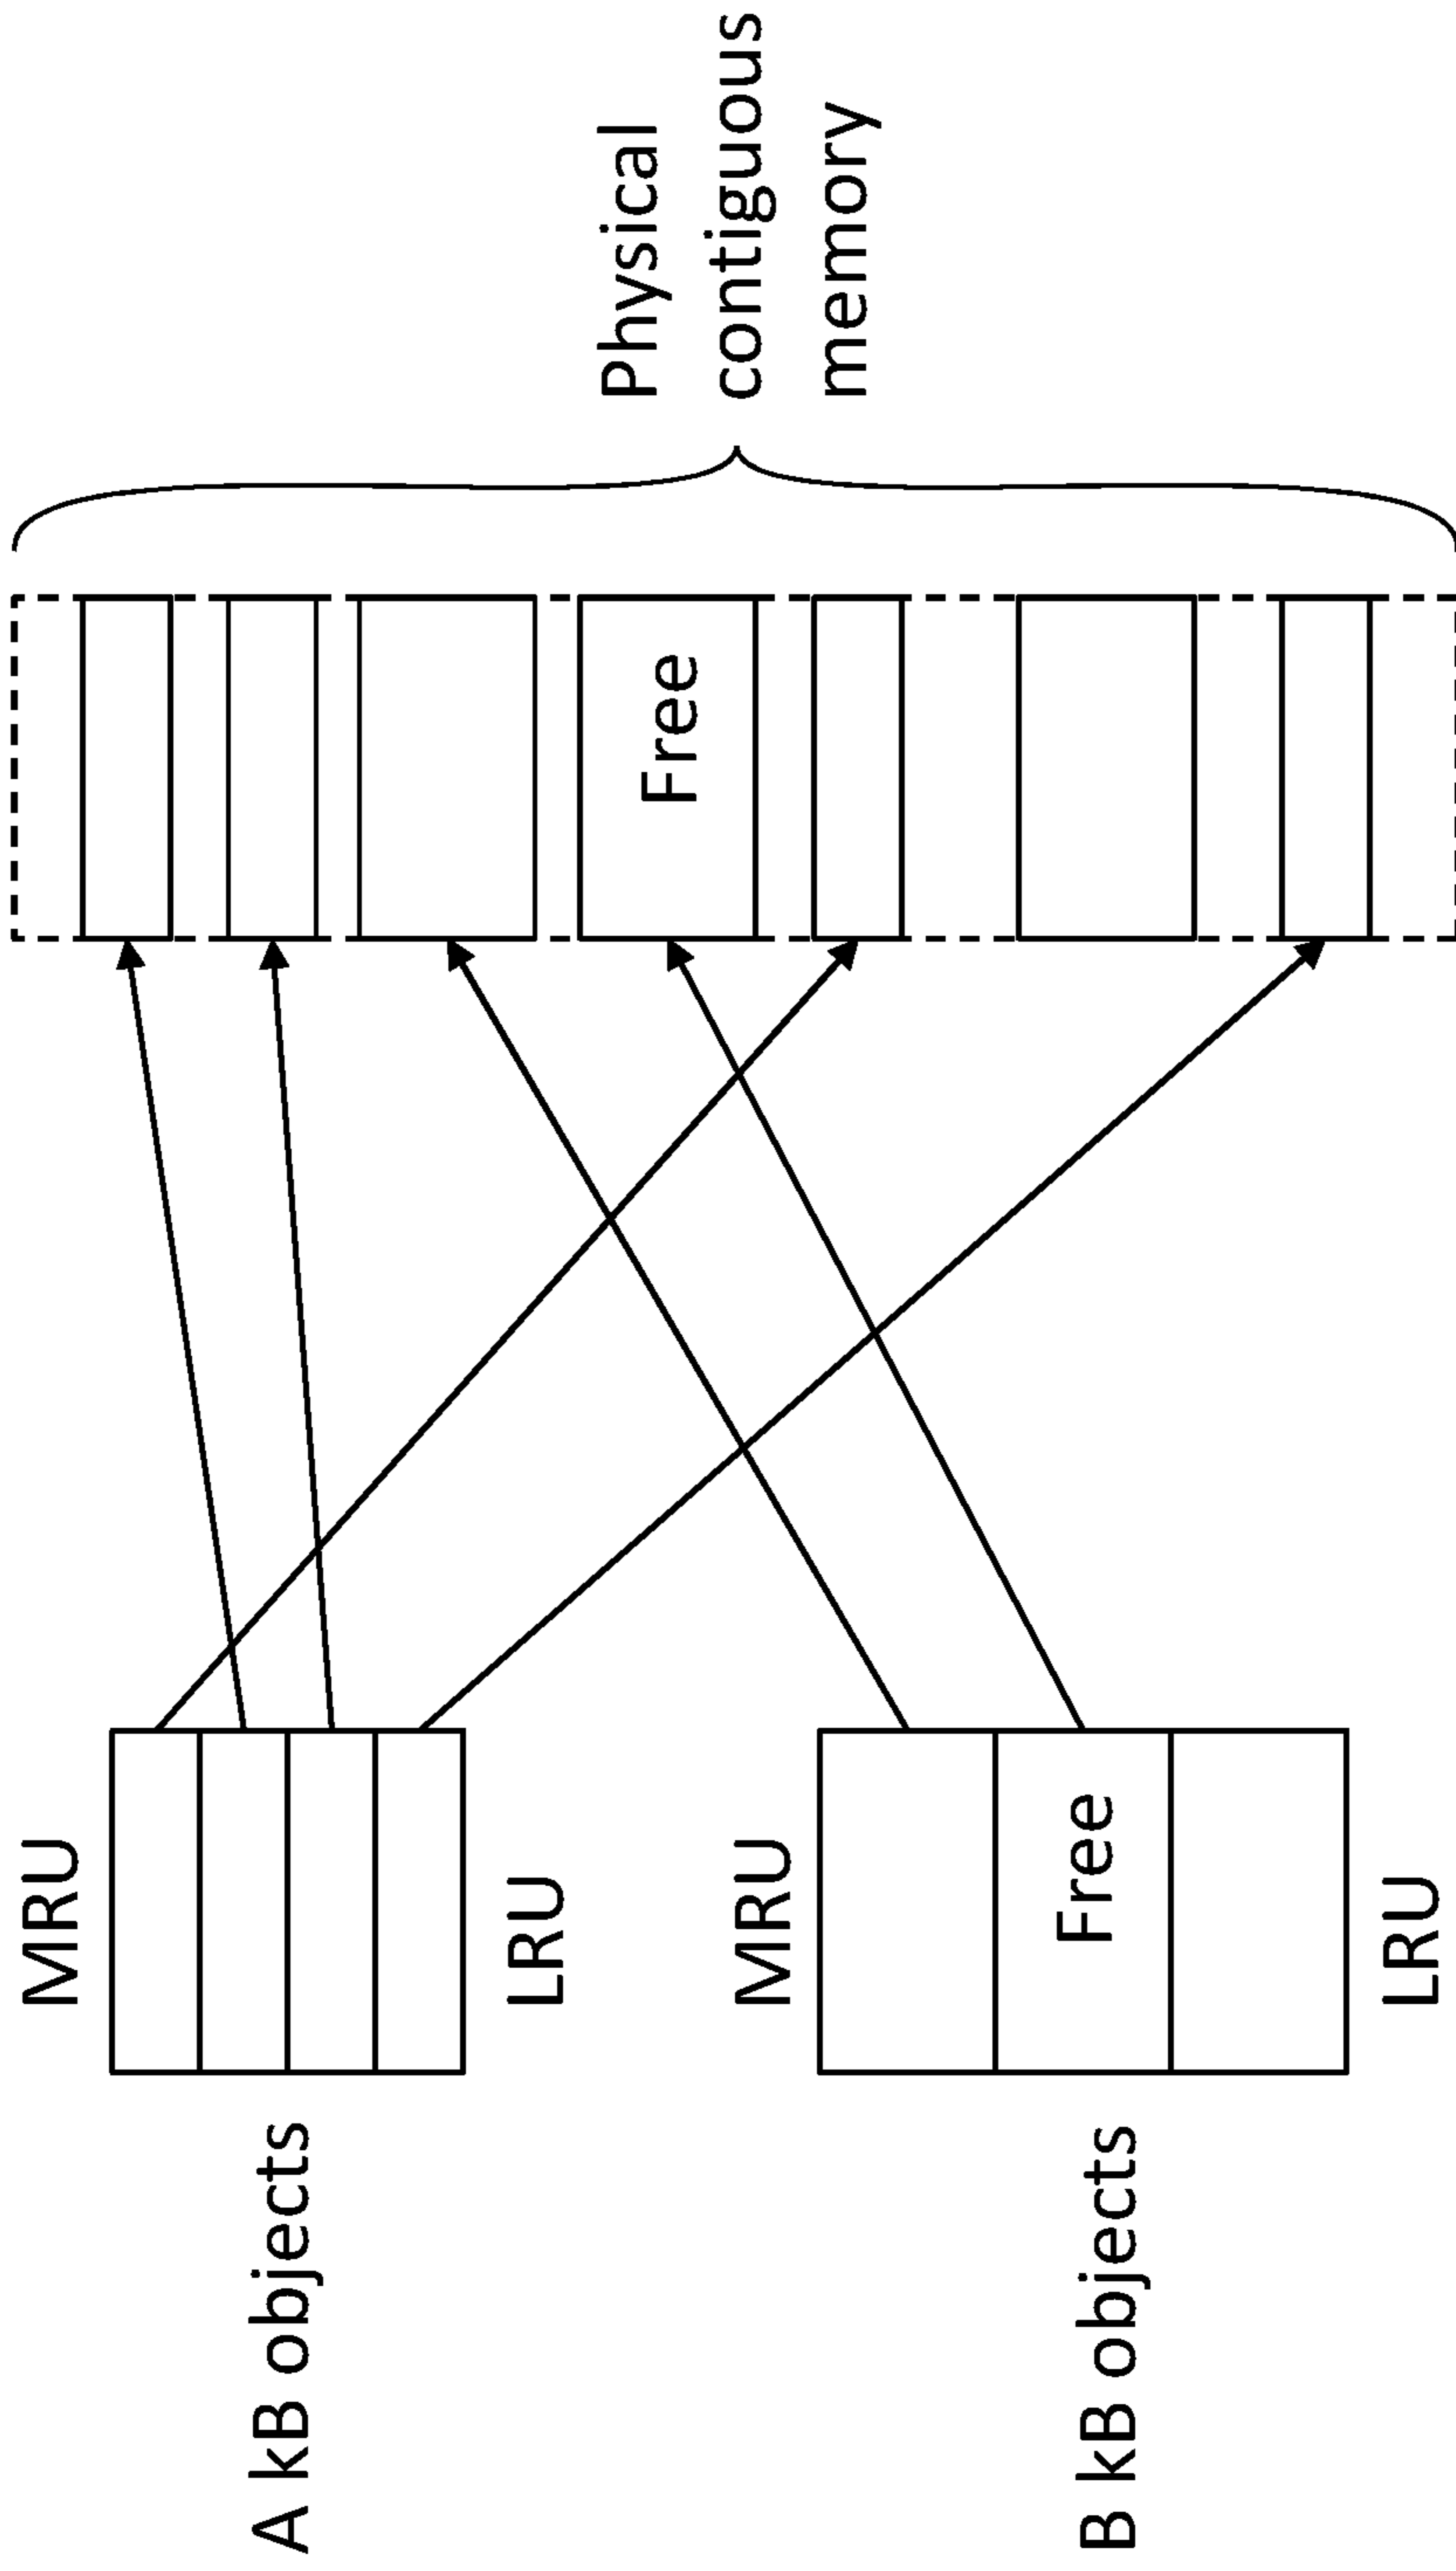 A kB objects
MRU
LRU
B kB objects
MRU
Free
LRU
Free
Physical
contiguous
memory